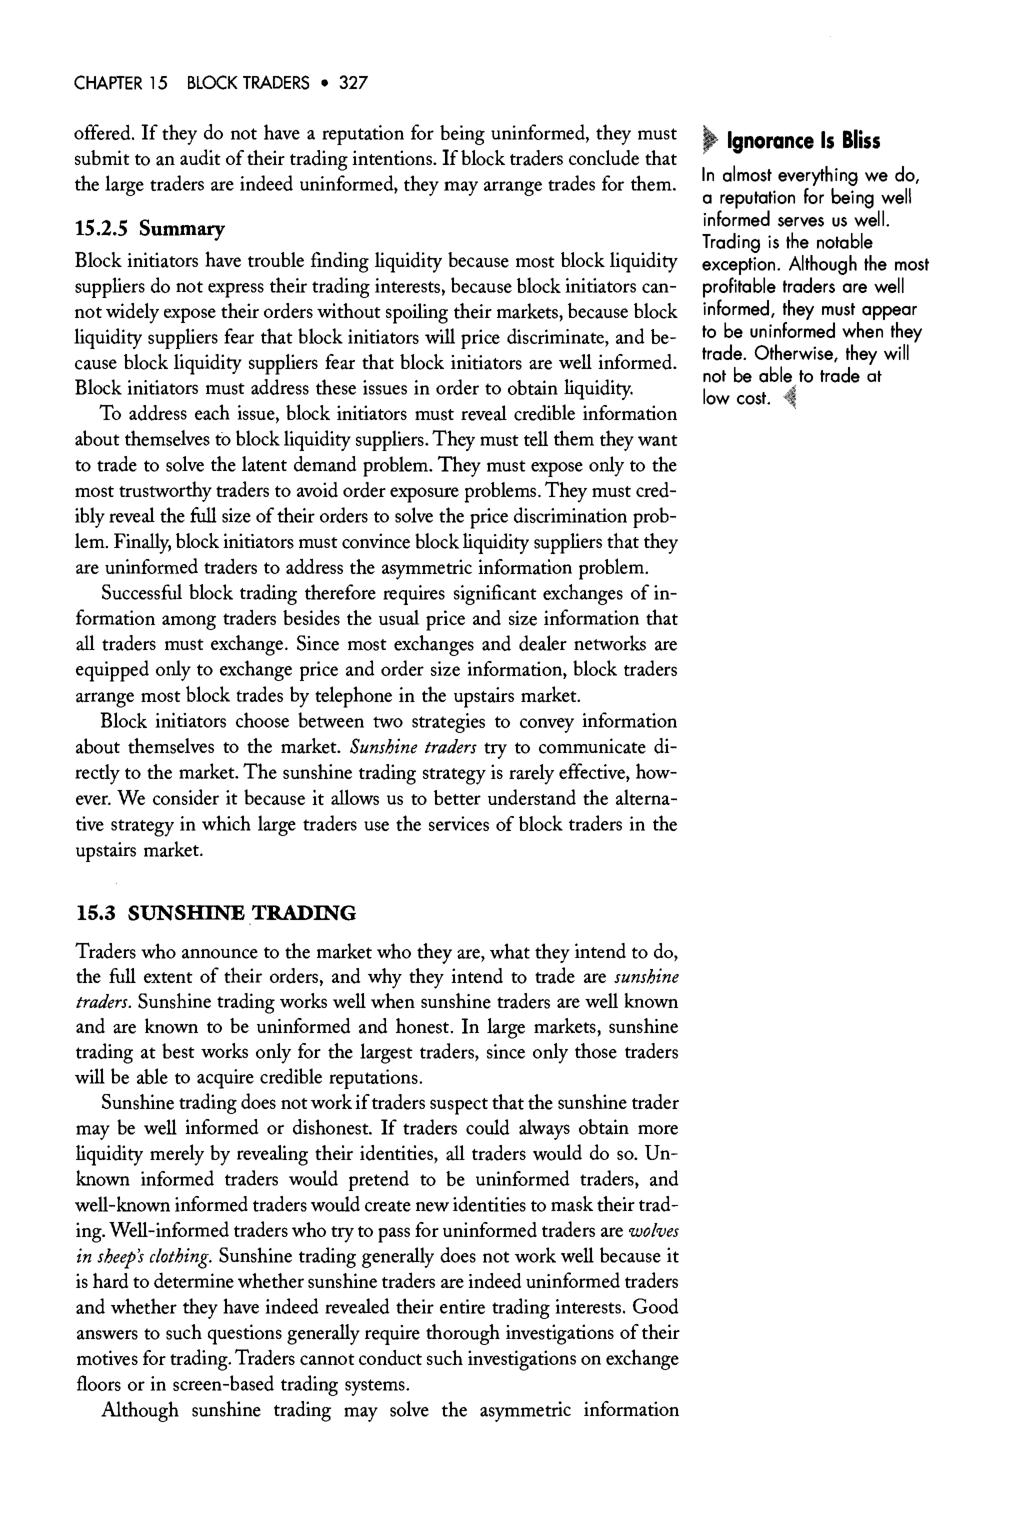 CHAPTER 15 BLOCK TRADERS • 327
offered. If they do not have a reputation for being uninformed, they must
submit to an audit of their trading intentions. If block traders conclude that
the large traders are indeed uninformed, they may arrange trades for them.
15.2.5 Summary
Block initiators have trouble finding liquidity because most block liquidity
suppliers do not express their trading interests, because block initiators can-
not widely expose their orders without spoiling their markets, because block
liquidity suppliers fear that block initiators will price discriminate, and be-
cause block liquidity suppliers fear that block initiators are well informed.
Block initiators must address these issues in order to obtain liquidity.
To address each issue, block initiators must reveal credible information
about themselves to block liquidity suppliers. They must tell them they want
to trade to solve the latent demand problem. They must expose only to the
most trustworthy traders to avoid order exposure problems. They must cred-
ibly reveal the full size of their orders to solve the price discrimination prob-
lem. Finally, block initiators must convince block liquidity suppliers that they
are uninformed traders to address the asymmetric information problem.
Successful block trading therefore requires significant exchanges of in-
formation among traders besides the usual price and size information that
all traders must exchange. Since most exchanges and dealer networks are
equipped only to exchange price and order size information, block traders
arrange most block trades by telephone in the upstairs market.
Block initiators choose between two strategies to convey information
about themselves to the market. Sunshine traders try to communicate di-
rectly to the market. The sunshine trading strategy is rarely effective, how-
ever. We consider it because it allows us to better understand the alterna-
tive strategy in which large traders use the services of block traders in the
upstairs market.
15.3 SUNSHINE TRADING
Traders who announce to the market who they are, what they intend to do,
the full extent of their orders, and why they intend to trade are sunshine
traders. Sunshine trading works well when sunshine traders are well known
and are known to be uninformed and honest. In large markets, sunshine
trading at best works only for the largest traders, since only those traders
will be able to acquire credible reputations.
Sunshine trading does not work if traders suspect that the sunshine trader
may be well informed or dishonest. If traders could always obtain more
liquidity merely by revealing their identities, all traders would do so. Un-
known informed traders would pretend to be uninformed traders, and
well-known informed traders would create new identities to mask their trad-
ing. Well-informed traders who try to pass for uninformed traders are wolves
in sheep's clothing. Sunshine trading generally does not work well because it
is hard to determine whether sunshine traders are indeed uninformed traders
and whether they have indeed revealed their entire trading interests. Good
answers to such questions generally require thorough investigations of their
motives for trading. Traders cannot conduct such investigations on exchange
floors or in screen-based trading systems.
Although sunshine trading may solve the asymmetric information
Ignorance Is Bliss
In almost everything we do,
a reputation for being well
informed serves us well.
Trading is the notable
exception. Although the most
profitable traders are well
informed, they must appear
to be uninformed when they
trade. Otherwise, they will
not be able to trade at
low cost.